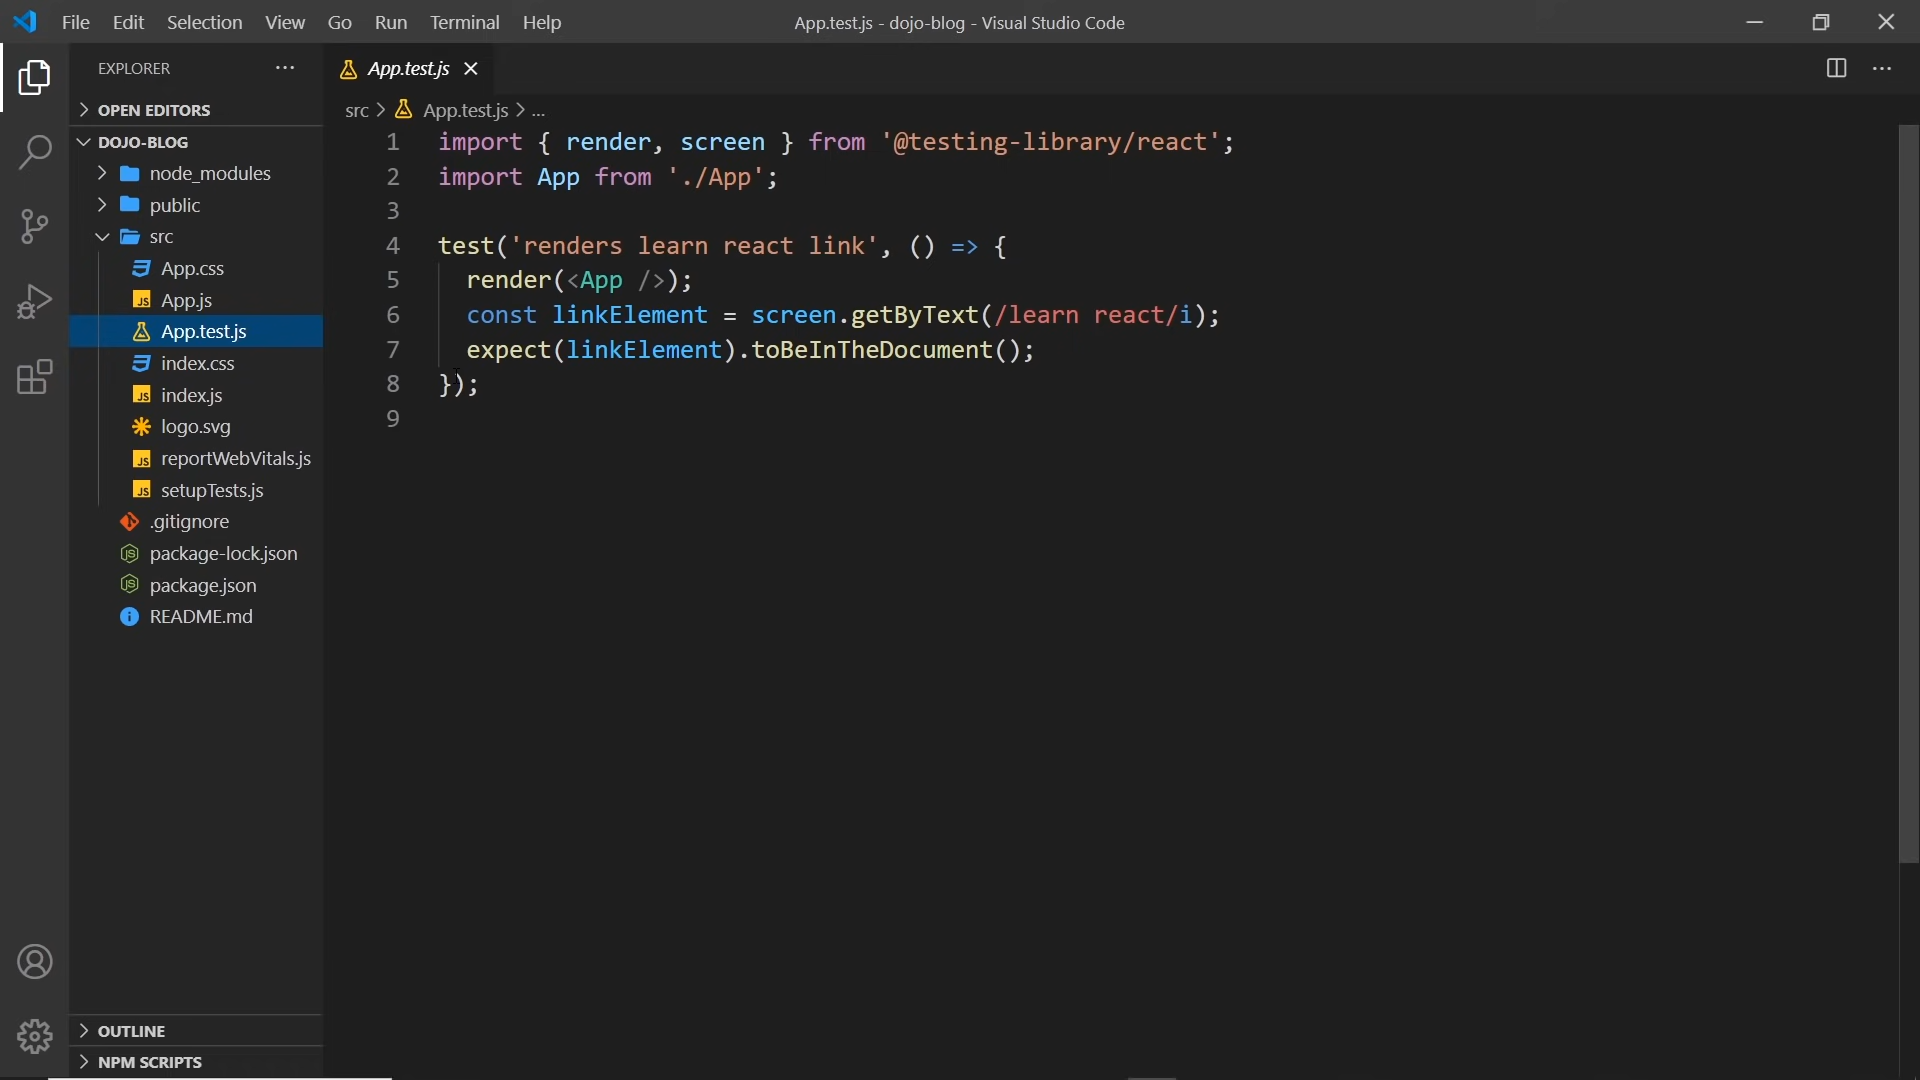 File Edit Selection View Go Run Terminal Help
App.test.js - dojo-blog - Visual Studio Code
EXPLORER
OPEN EDITORS
DOJO-BLOG
node_modules
public
src
App.css
App.js
App.test.js
index.css
index.js
logo.svg
reportWebVitals.js
setupTests.js
.gitignore
package-lock.json
package.json
README.md
OUTLINE
NPM SCRIPTS
App.test.js
src > App.test.js > ...
1 import { render, screen } from '@testing-library/react';
2 import App from './App';
3
4 test('renders learn react link', () => {
5 render(<App />);
6 const linkElement = screen.getByText(/learn react/i);
7 expect(linkElement).toBeInTheDocument();
8 });
9